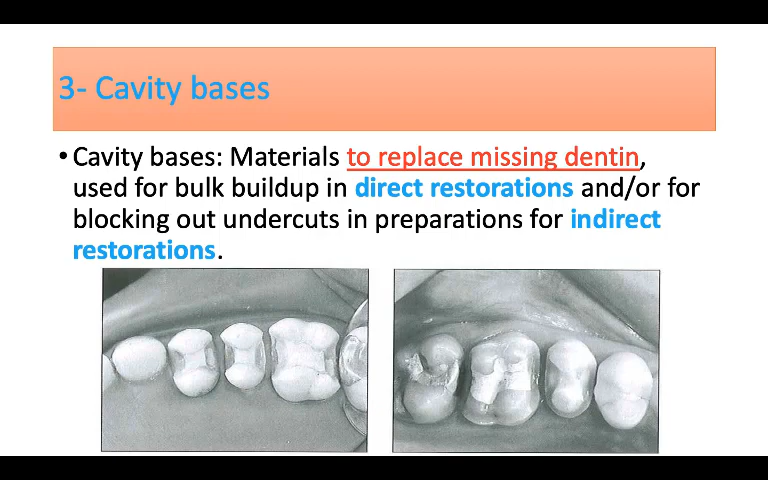 3- Cavity bases
• Cavity bases: Materials to replace missing dentin,
used for bulk buildup in direct restorations and/or for
blocking out undercuts in preparations for indirect
restorations.